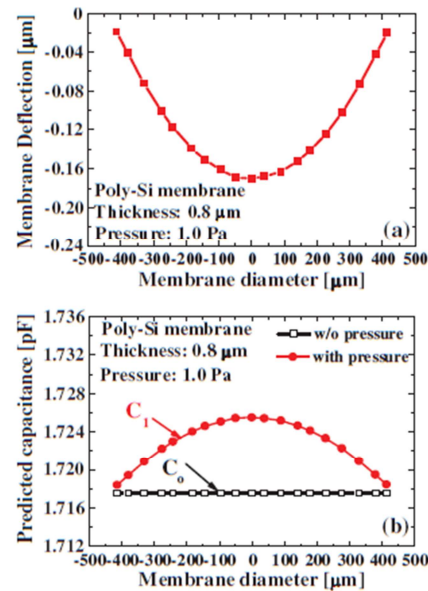 0
-0.04
-0.08
-0.12
-0.16
-0.20
-0.24
Membrane Deflection [µm]
Poly-Si membrane
Thickness: 0.8 µm
Pressure: 1.0 Pa
(a)
-500 -400 -300 -200 -100 0 100 200 300 400 500
Membrane diameter [µm]
1.736
1.732
1.728
1.724
1.720
1.716
1.712
Predicted capacitance [pF]
Poly-Si membrane
Thickness: 0.8 µm
Pressure: 1.0 Pa
w/o pressure
with pressure
C1
Co
(b)
-500 -400 -300 -200 -100 0 100 200 300 400 500
Membrane diameter [µm]